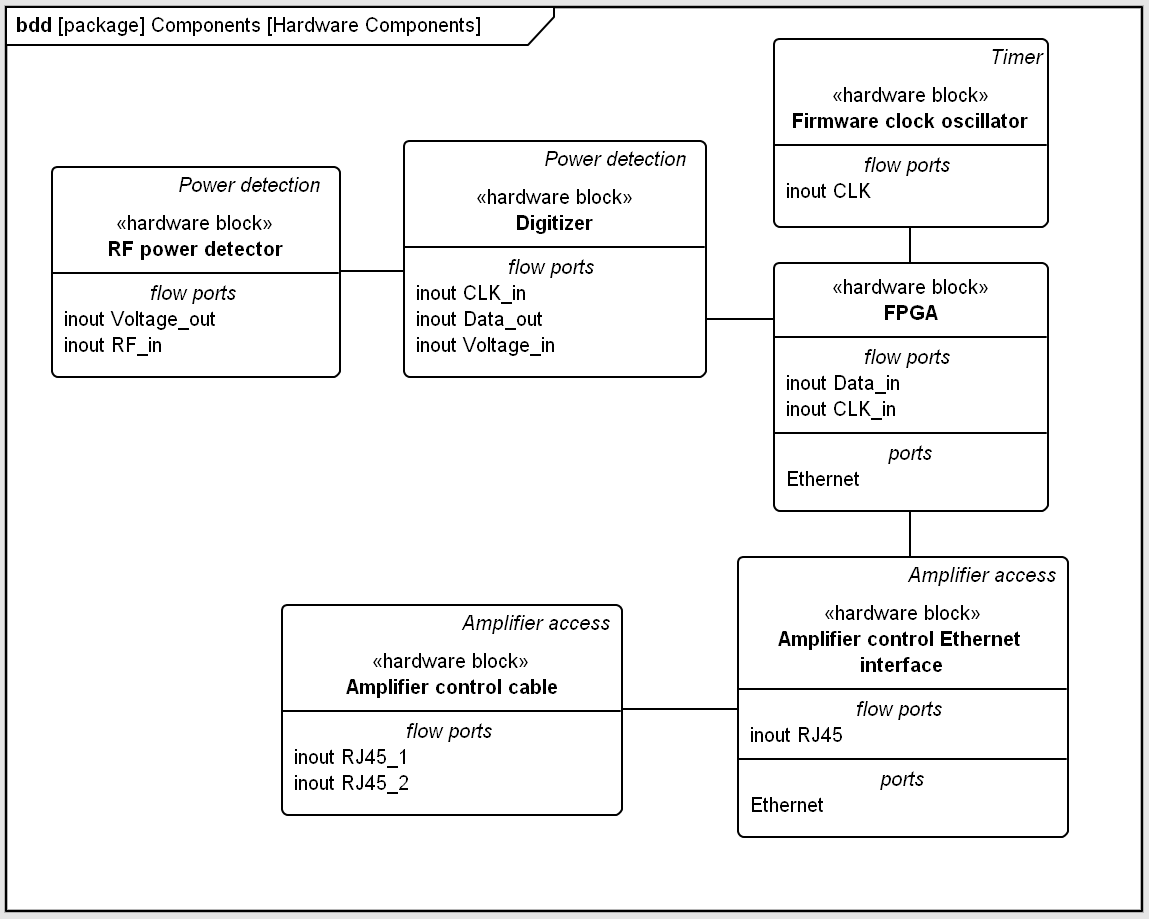 bdd [package] Components [Hardware Components]
Timer
«hardware block»
Firmware clock oscillator
flow ports
inout CLK
Power detection
«hardware block»
RF power detector
flow ports
inout Voltage_out
inout RF_in
Power detection
«hardware block»
Digitizer
flow ports
inout CLK_in
inout Data_out
inout Voltage_in
«hardware block»
FPGA
flow ports
inout Data_in
inout CLK_in
ports
Ethernet
Amplifier access
«hardware block»
Amplifier control cable
flow ports
inout RJ45_1
inout RJ45_2
Amplifier access
«hardware block»
Amplifier control Ethernet
interface
flow ports
inout RJ45
ports
Ethernet